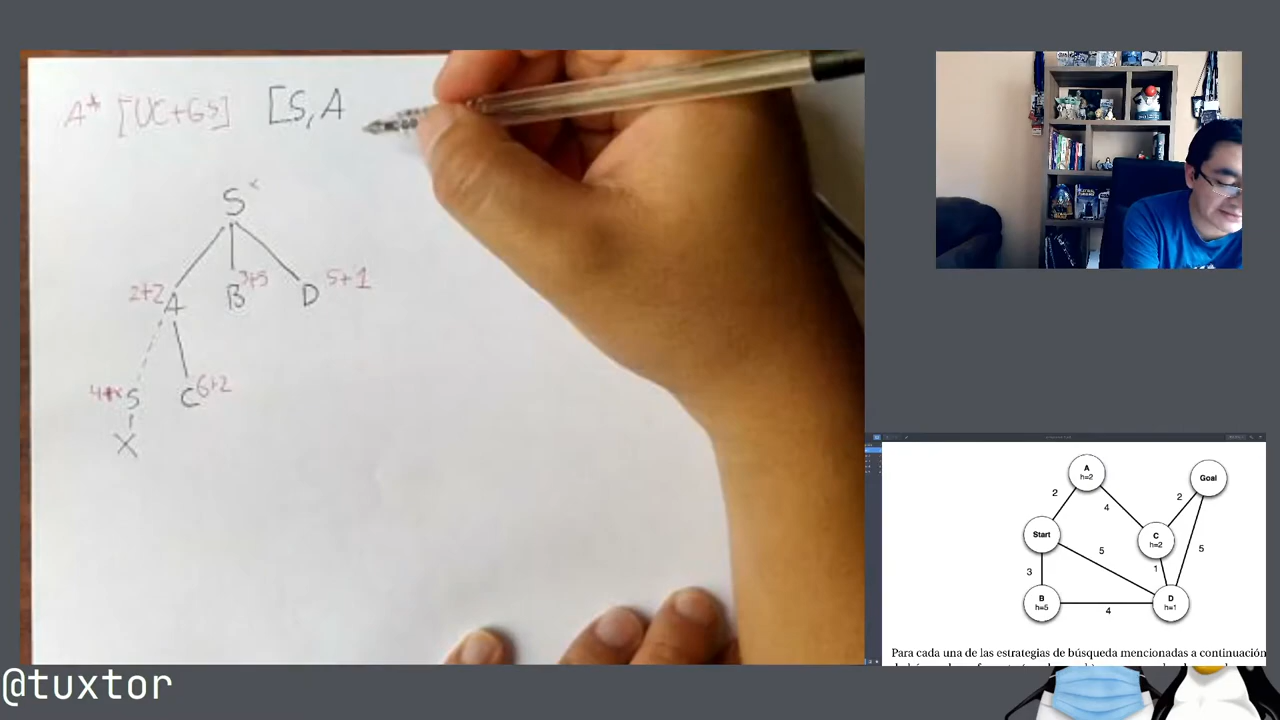 A* [UC+GS] [S, A
S x
2+2 A B 3+5 D 5+1
S C 6+2
X
A
h=2
Goal
2
4
2
Start
5
C
h=2
5
3
1
B
h=5
4
D
h=1
Para cada una de las estrategias de búsqueda mencionadas a continuación
@tuxtor